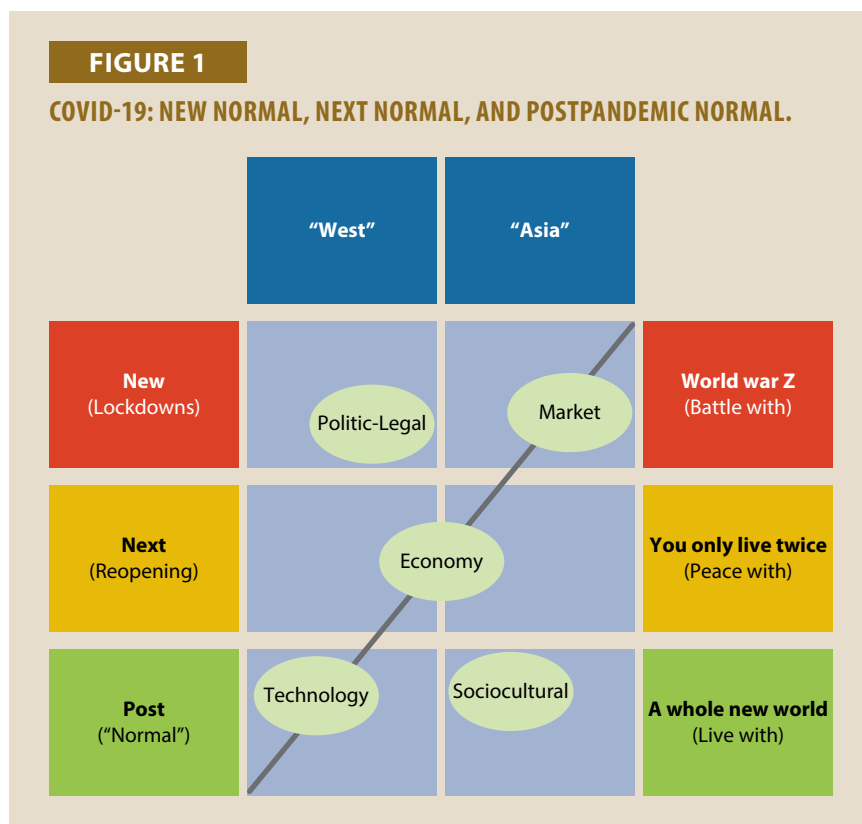 FIGURE 1
COVID-19: NEW NORMAL, NEXT NORMAL, AND POSTPANDEMIC NORMAL.
“West”
“Asia”
New
(Lockdowns)
Politic-Legal
Market
World war Z
(Battle with)
Next
(Reopening)
Economy
You only live twice
(Peace with)
Post
(“Normal”)
Technology
Sociocultural
A whole new world
(Live with)